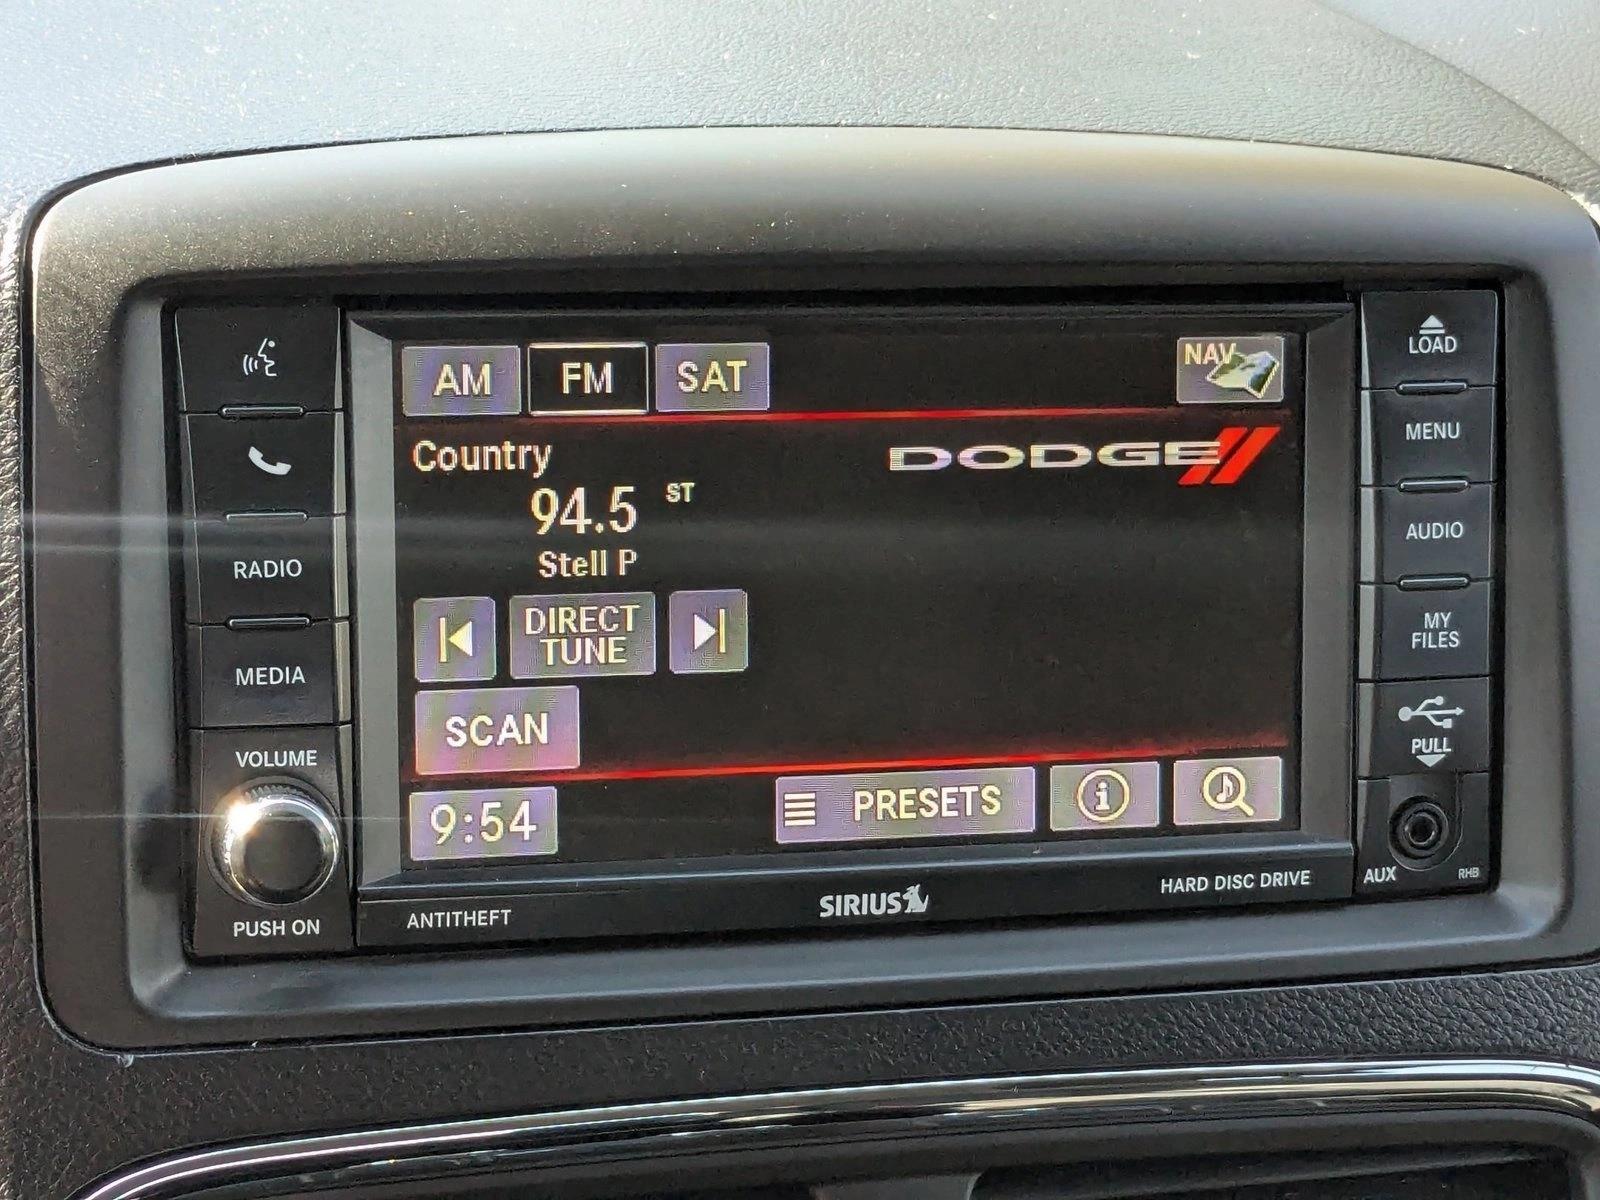 AM FM SAT NAV
Country
DODGE
94.5 ST
Stell P
DIRECT
TUNE
SCAN
9:54 PRESETS i
RADIO
MEDIA
VOLUME
PUSH ON
LOAD
MENU
AUDIO
MY
FILES
PULL
AUX RHB
ANTITHEFT SIRIUS HARD DISC DRIVE